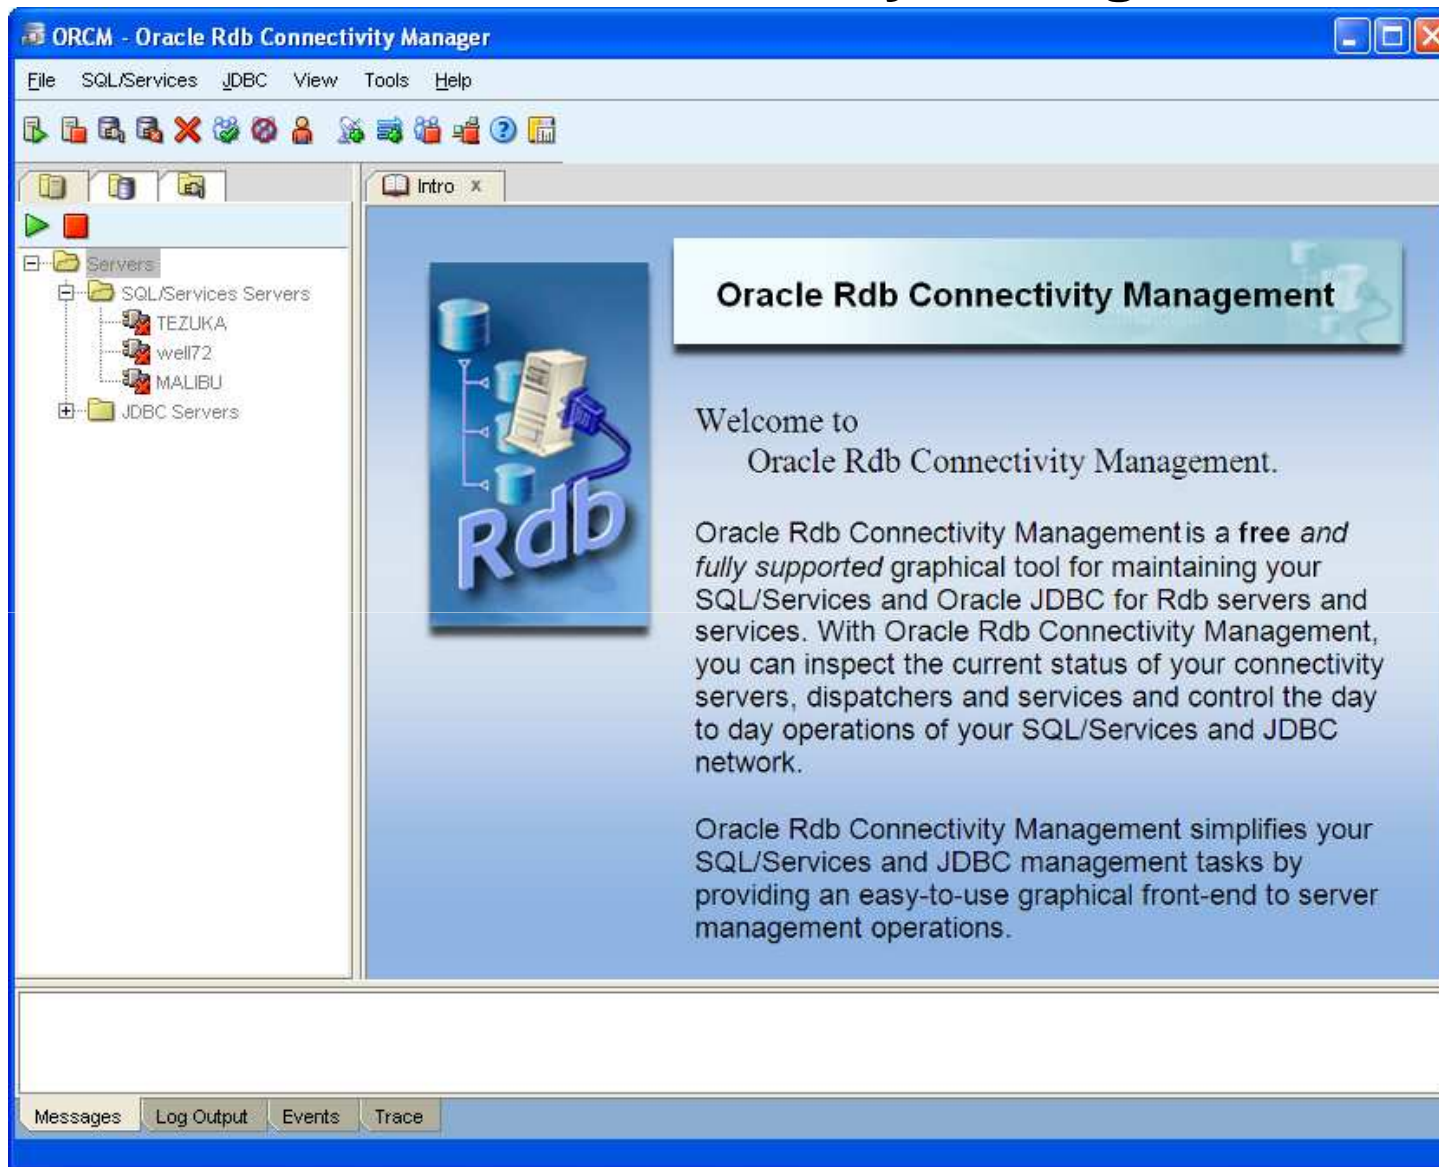 ORCM - Oracle Rdb Connectivity Manager
File SQL/Services JDBC View Tools Help
Intro x
Servers
SQL/Services Servers
TEZUKA
well72
MALIBU
JDBC Servers
Rdb
Oracle Rdb Connectivity Management
Welcome to
Oracle Rdb Connectivity Management.
Oracle Rdb Connectivity Management is a free and
fully supported graphical tool for maintaining your
SQL/Services and Oracle JDBC for Rdb servers and
services. With Oracle Rdb Connectivity Management,
you can inspect the current status of your connectivity
servers, dispatchers and services and control the day
to day operations of your SQL/Services and JDBC
network.
Oracle Rdb Connectivity Management simplifies your
SQL/Services and JDBC management tasks by
providing an easy-to-use graphical front-end to server
management operations.
Messages Log Output Events Trace